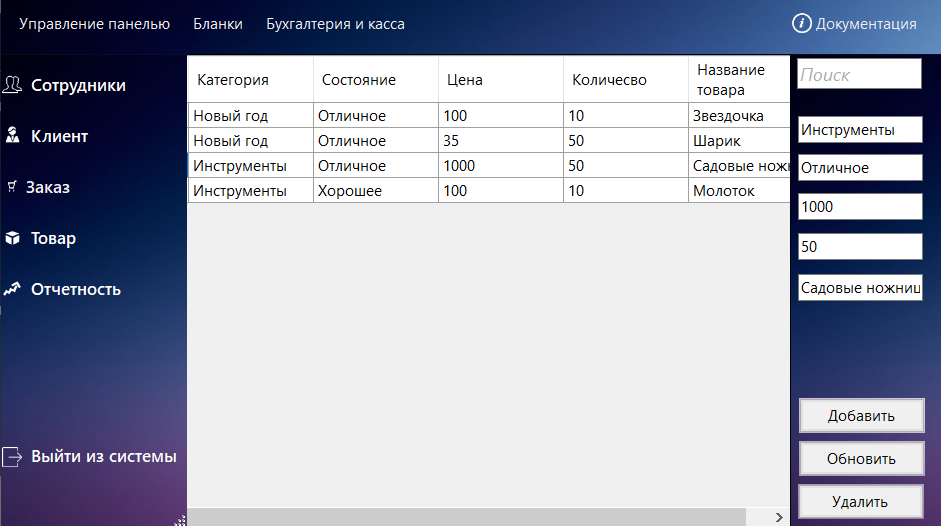 Управление панелью Бланки Бухгалтерия и касса Документация
Сотрудники
Клиент
Заказ
Товар
Отчетность
Выйти из системы
Категория Состояние Цена Количесво Название товара
Новый год Отличное 100 10 Звездочка
Новый год Отличное 35 50 Шарик
Инструменты Отличное 1000 50 Садовые нож
Инструменты Хорошее 100 10 Молоток
Поиск
Инструменты
Отличное
1000
50
Садовые ножниц
Добавить
Обновить
Удалить